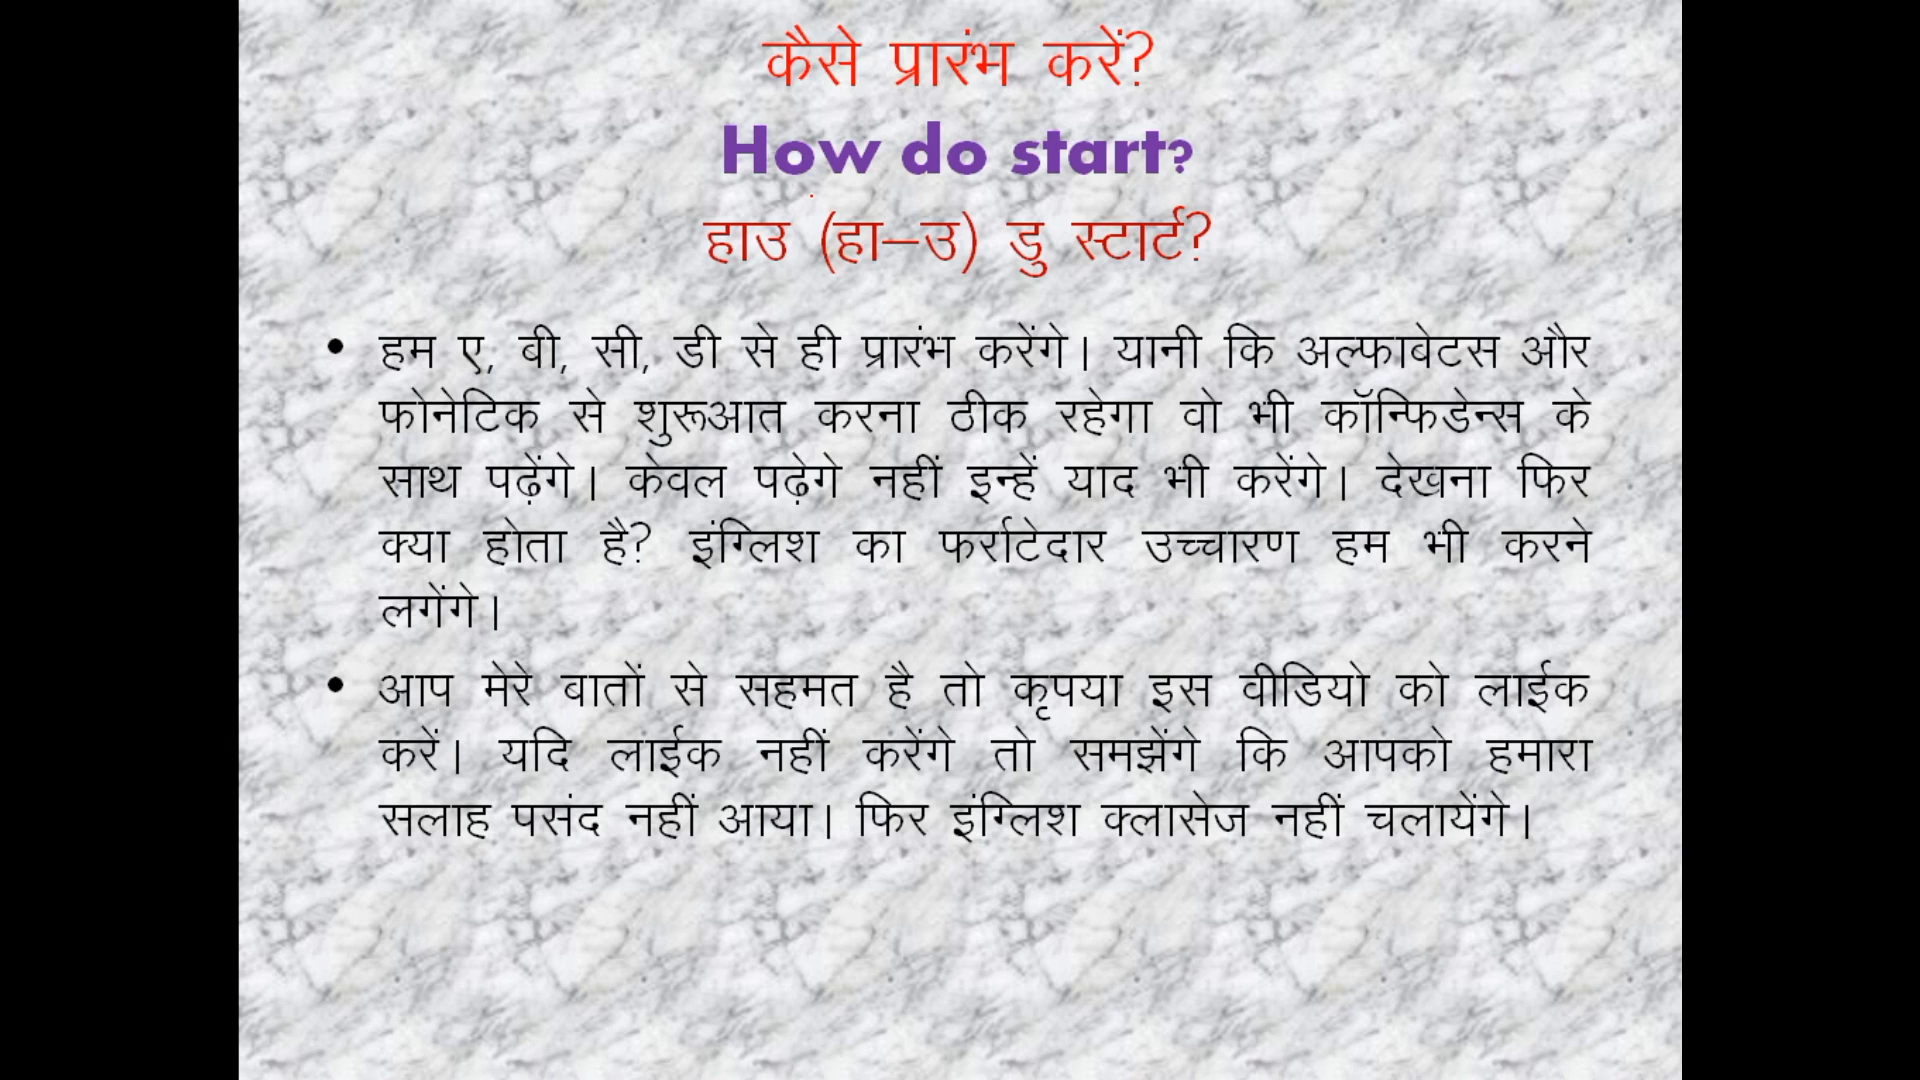 कैसे प्रारंभ करें?
How do start?
हाउ (हा–उ) डु स्टार्ट?
• हम ए, बी, सी, डी से ही प्रारंभ करेंगे। यानी कि अल्फाबेटस और
फोनेटिक से शुरूआत करना ठीक रहेगा वो भी कॉन्फिडेन्स के
साथ पढ़ेंगे। केवल पढ़ेगे नहीं इन्हें याद भी करेंगे। देखना फिर
क्या होता है? इंग्लिश का फर्राटेदार उच्चारण हम भी करने
लगेंगे।
• आप मेरे बातों से सहमत है तो कृपया इस वीडियो को लाईक
करें। यदि लाईक नहीं करेंगे तो समझेंगे कि आपको हमारा
सलाह पसंद नहीं आया। फिर इंग्लिश क्लासेज नहीं चलायेंगे।